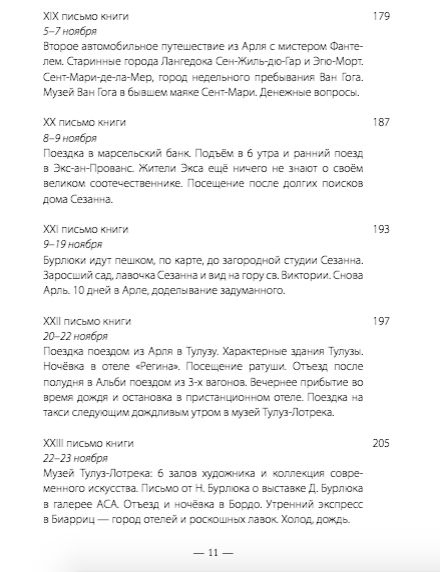 XIX письмо книги 179
5–7 ноября
Второе автомобильное путешествие из Арля с мистером Фанте-
лем. Старинные города Лангедока Сен-Жиль-дю-Гар и Эгю-Морт.
Сент-Мари-де-ла-Мер, город недельного пребывания Ван Гога.
Музей Ван Гога в бывшем маяке Сент-Мари. Денежные вопросы.
XX письмо книги 187
8–9 ноября
Поездка в марсельский банк. Подъём в 6 утра и ранний поезд
в Экс-ан-Прованс. Жители Экса ещё ничего не знают о своём
великом соотечественнике. Посещение после долгих поисков
дома Сезанна.
XXI письмо книги 193
9–19 ноября
Бурлюки идут пешком, по карте, до загородной студии Сезанна.
Заросший сад, лавочка Сезанна и вид на гору св. Виктории. Снова
Арль. 10 дней в Арле, доделывание задуманного.
XXII письмо книги 197
20–22 ноября
Поездка поездом из Арля в Тулузу. Характерные здания Тулузы.
Ночёвка в отеле «Регина». Посещение ратуши. Отъезд после
полудня в Альби поездом из 3-х вагонов. Вечернее прибытие во
время дождя и остановка в пристанционном отеле. Поездка на
такси следующим дождливым утром в музей Тулуз-Лотрека.
XXIII письмо книги 205
22–23 ноября
Музей Тулуз-Лотрека: 6 залов художника и коллекция совре-
менного искусства. Письмо от Н. Бурлюка о выставке Д. Бурлюка
в галерее АСА. Отъезд и ночёвка в Бордо. Утренний экспресс
в Биарриц — город отелей и роскошных лавок. Холод, дождь.
— 11 —